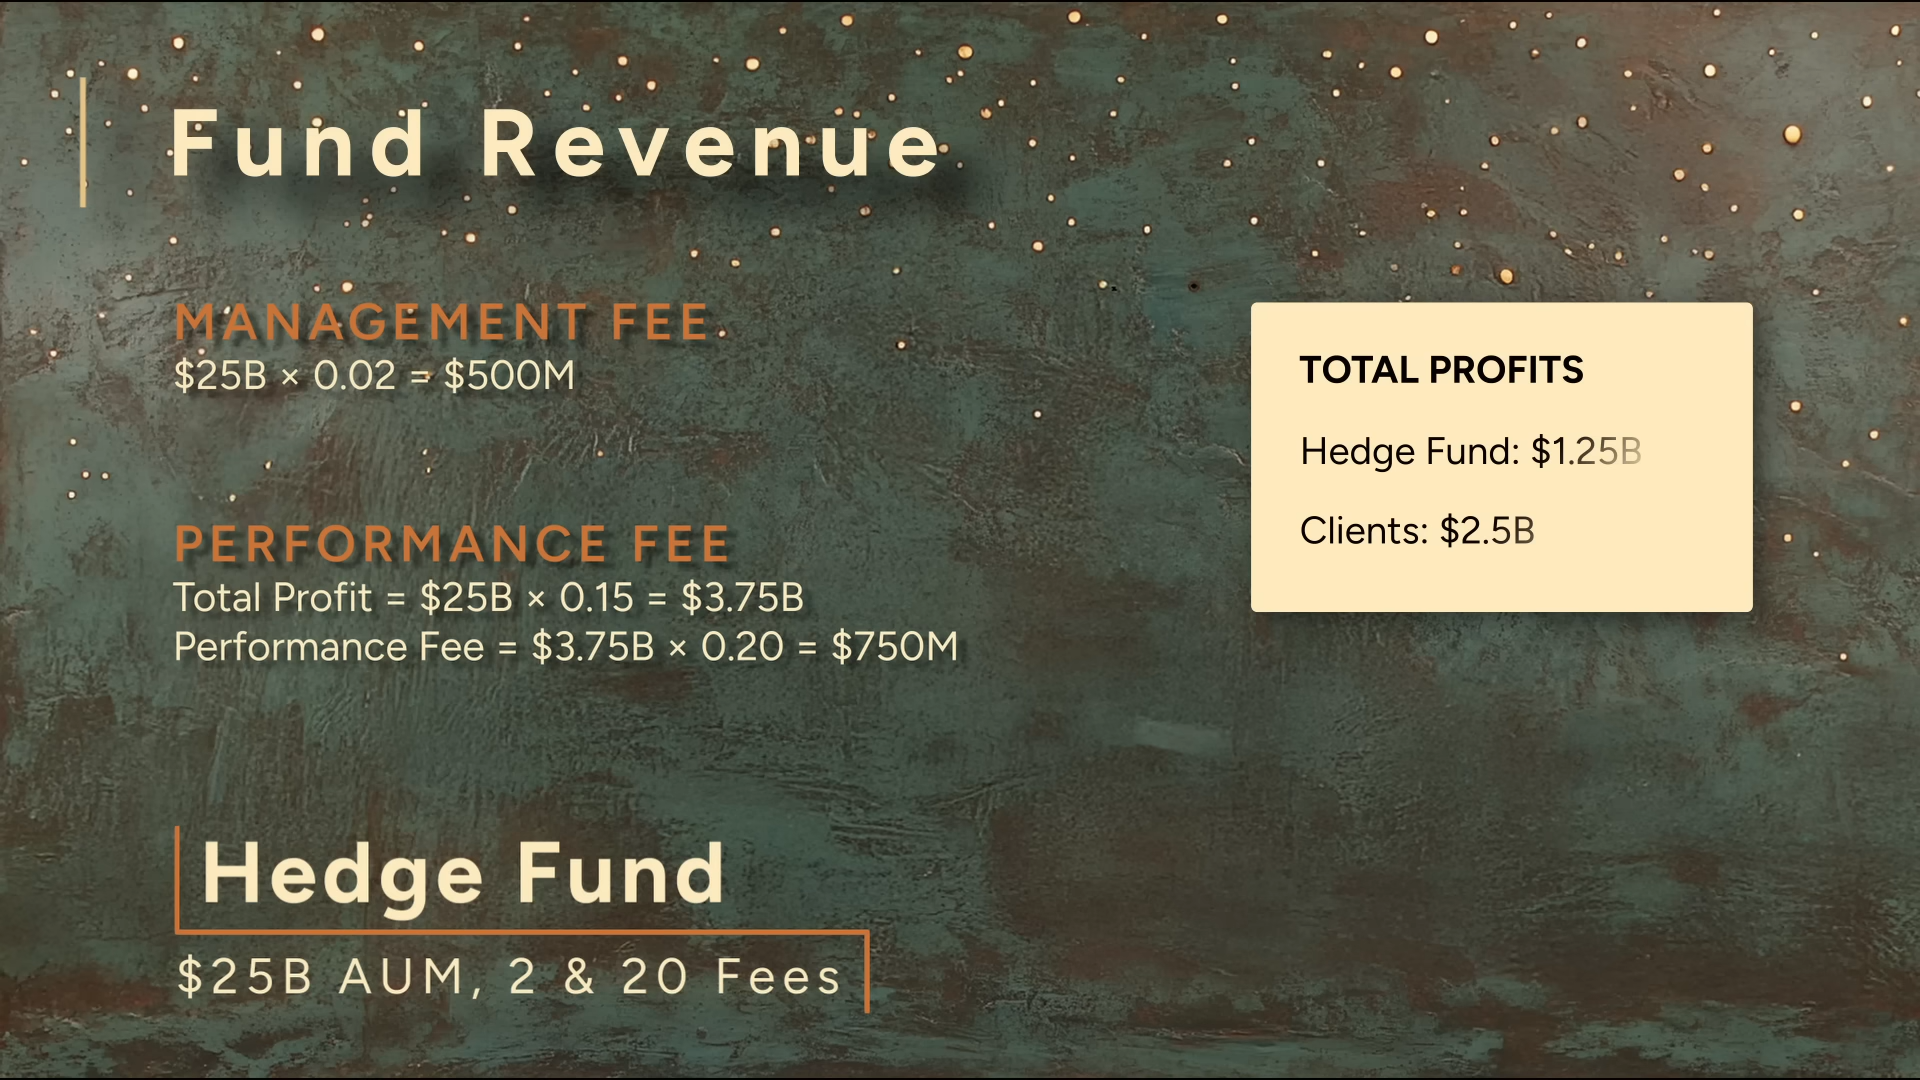 Fund Revenue
MANAGEMENT FEE
$25B × 0.02 = $500M
PERFORMANCE FEE
Total Profit = $25B × 0.15 = $3.75B
Performance Fee = $3.75B × 0.20 = $750M
TOTAL PROFITS
Hedge Fund: $1.25B
Clients: $2.5B
Hedge Fund
$25B AUM, 2 & 20 Fees